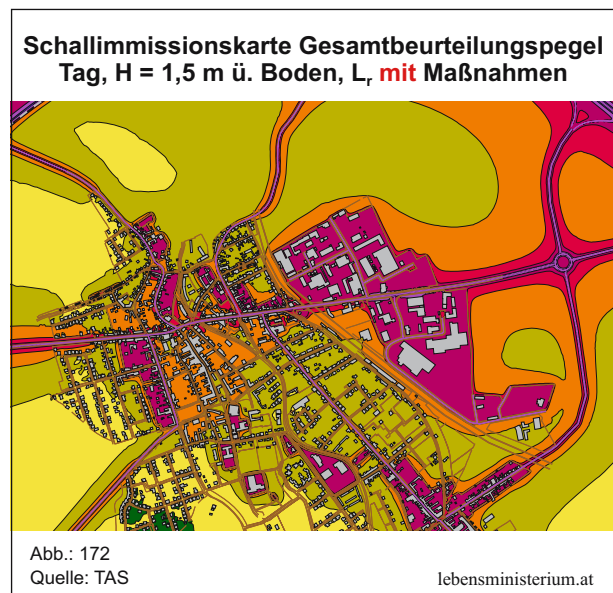 Schallimmissionskarte Gesamtbeurteilungspegel
Tag, H = 1,5 m ü. Boden, Lr mit Maßnahmen
Abb.: 172
Quelle: TAS
lebensministerium.at